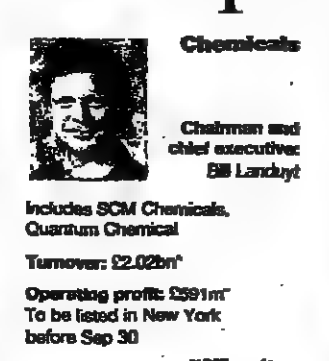 Chemicals
Chairman and
chief executive:
Bill Landuyt
Includes SCM Chemicals,
Quantum Chemical
Turnover: £2.02bn*
Operating profit: £591m*
To be listed in New York
before Sep 30